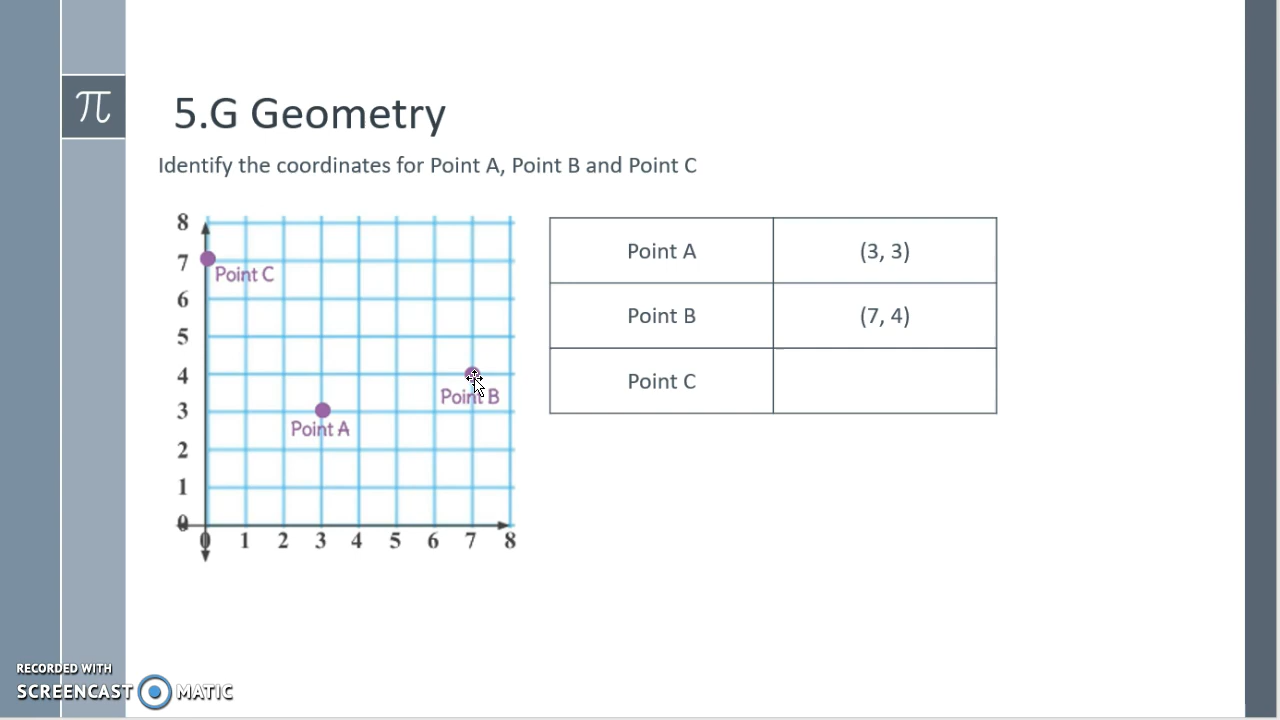 π
5.G Geometry
Identify the coordinates for Point A, Point B and Point C
8
7
Point C
6
5
4
Point B
3
Point A
2
1
0
0 1 2 3 4 5 6 7 8
Point A (3, 3)
Point B (7, 4)
Point C
RECORDED WITH
SCREENCAST MATIC